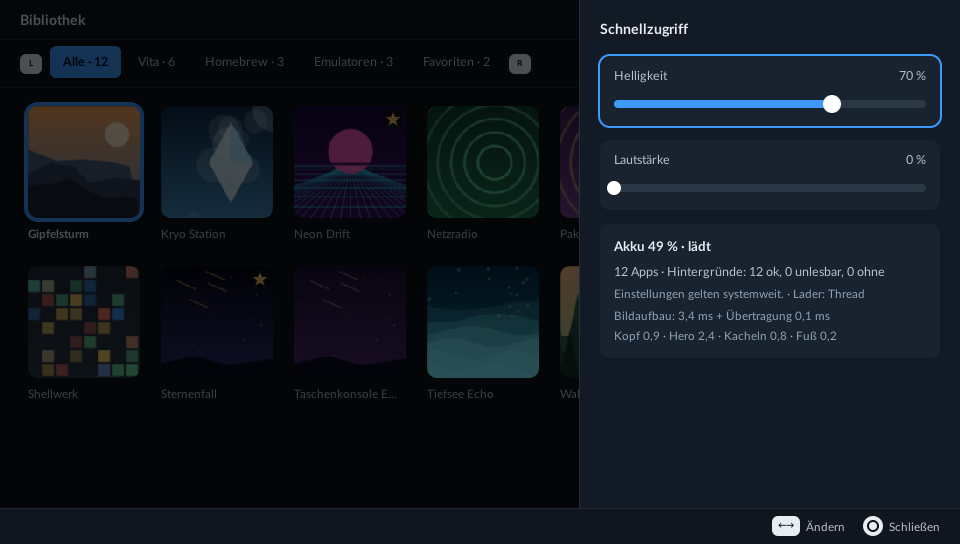 Bibliothek
L
Alle · 12
Vita · 6
Homebrew · 3
Emulatoren · 3
Favoriten · 2
R
Gipfelsturm
Kryo Station
Neon Drift
Netzradio
Pak
Shellwerk
Sternenfall
Taschenkonsole E...
Tiefsee Echo
Wal
Schnellzugriff
Helligkeit
70 %
Lautstärke
0 %
Akku 49 % · lädt
12 Apps · Hintergründe: 12 ok, 0 unlesbar, 0 ohne
Einstellungen gelten systemweit. · Lader: Thread
Bildaufbau: 3,4 ms + Übertragung 0,1 ms
Kopf 0,9 · Hero 2,4 · Kacheln 0,8 · Fuß 0,2
Ändern
Schließen